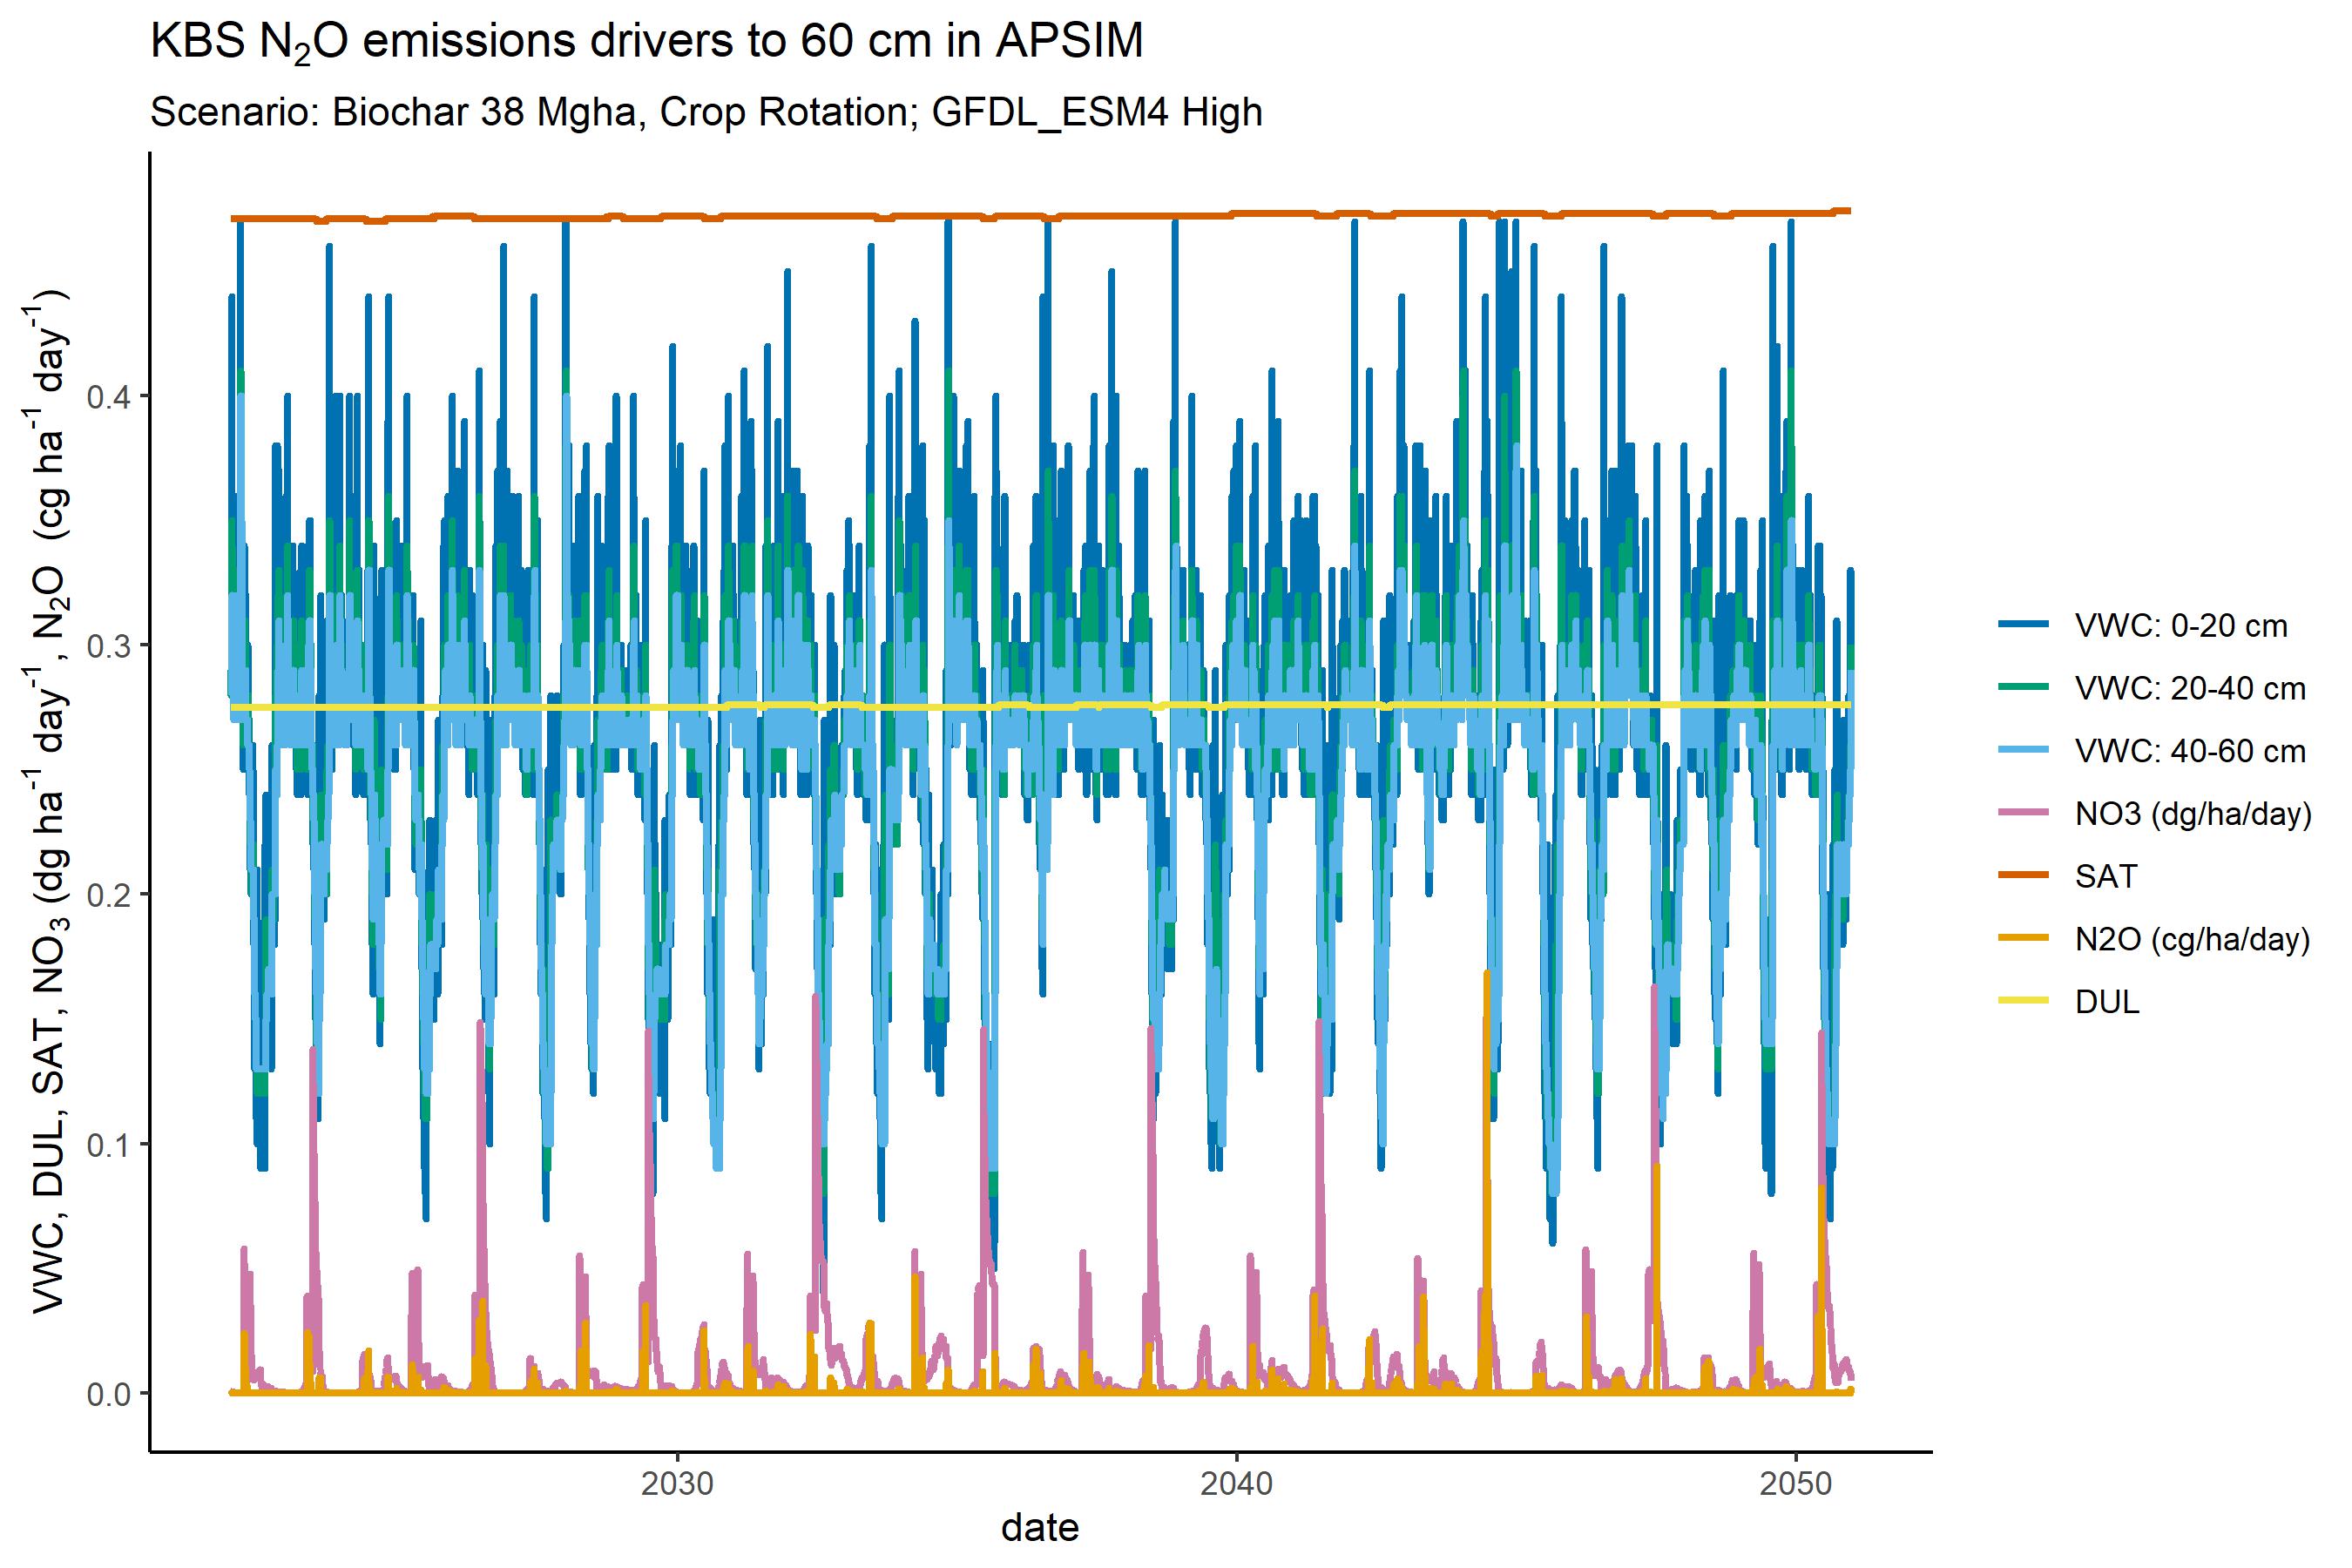 KBS N₂O emissions drivers to 60 cm in APSIM
Scenario: Biochar 38 Mgha, Crop Rotation; GFDL_ESM4 High
VWC, DUL, SAT, NO₃ (dg ha⁻¹ day⁻¹, N₂O (cg ha⁻¹ day⁻¹)
0.4
0.3
0.2
0.1
0.0
2030
2040
2050
date
VWC: 0-20 cm
VWC: 20-40 cm
VWC: 40-60 cm
NO3 (dg/ha/day)
SAT
N2O (cg/ha/day)
DUL